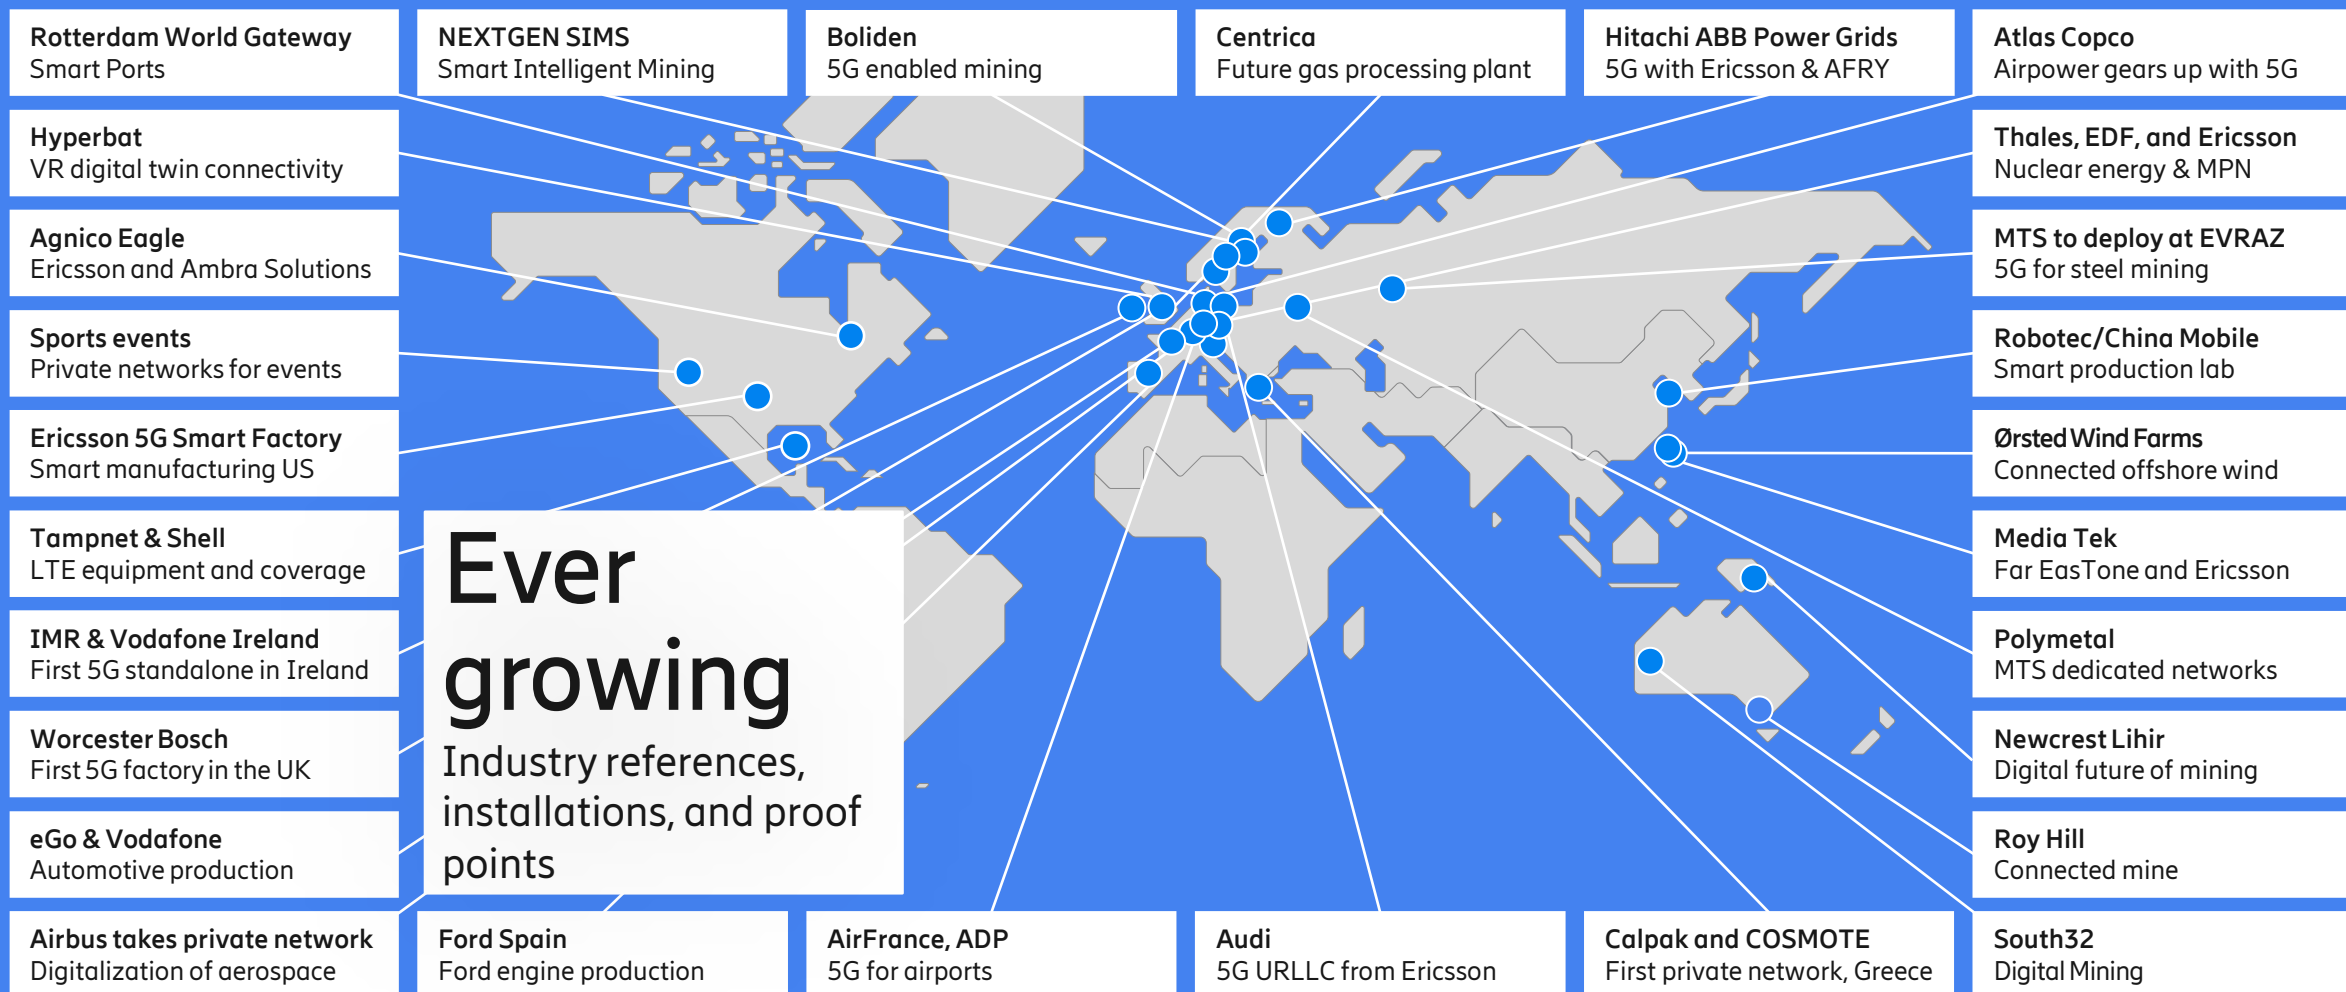 Rotterdam World Gateway
Smart Ports
NEXTGEN SIMS
Smart Intelligent Mining
Boliden
5G enabled mining
Centrica
Future gas processing plant
Hitachi ABB Power Grids
5G with Ericsson & AFRY
Atlas Copco
Airpower gears up with 5G
Hyperbat
VR digital twin connectivity
Thales, EDF, and Ericsson
Nuclear energy & MPN
Agnico Eagle
Ericsson and Ambra Solutions
MTS to deploy at EVRAZ
5G for steel mining
Sports events
Private networks for events
Robotec/China Mobile
Smart production lab
Ericsson 5G Smart Factory
Smart manufacturing US
Ørsted Wind Farms
Connected offshore wind
Tampnet & Shell
LTE equipment and coverage
Media Tek
Far EasTone and Ericsson
IMR & Vodafone Ireland
First 5G standalone in Ireland
Polymetal
MTS dedicated networks
Worcester Bosch
First 5G factory in the UK
Newcrest Lihir
Digital future of mining
eGo & Vodafone
Automotive production
Roy Hill
Connected mine
Ever
growing
Industry references,
installations, and proof
points
Airbus takes private network
Digitalization of aerospace
Ford Spain
Ford engine production
AirFrance, ADP
5G for airports
Audi
5G URLLC from Ericsson
Calpak and COSMOTE
First private network, Greece
South32
Digital Mining